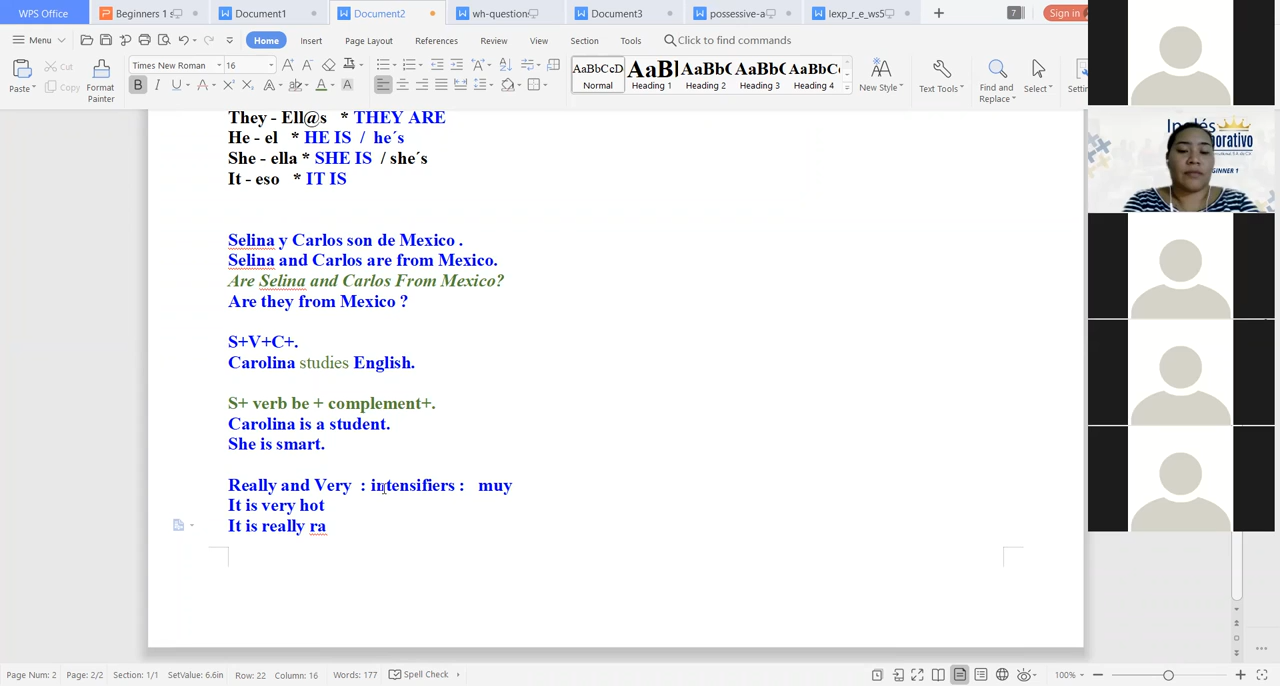 WPS Office
Beginners 1
Document1
Document2
wh-question
Document3
possessive-a
lexp_r_e_ws5
+
7
Sign in
Menu
Home
Insert
Page Layout
References
Review
View
Section
Tools
Click to find commands
Paste
Cut
Copy
Format Painter
Times New Roman
16
AaBbCcD
Normal
Heading 1
Heading 2
Heading 3
Heading 4
New Style
Text Tools
Find and Replace
Select
They - Ell@s * THEY ARE
He - el * HE IS / he´s
She - ella * SHE IS / she´s
It - eso * IT IS
Selina y Carlos son de Mexico .
Selina and Carlos are from Mexico.
Are Selina and Carlos From Mexico?
Are they from Mexico ?
S+V+C+.
Carolina studies English.
S+ verb be + complement+.
Carolina is a student.
She is smart.
Really and Very : intensifiers : muy
It is very hot
It is really ra
Page Num: 2
Page: 2/2
Section: 1/1
SetValue: 6.6in
Row: 22
Column: 16
Words: 177
Spell Check
100%